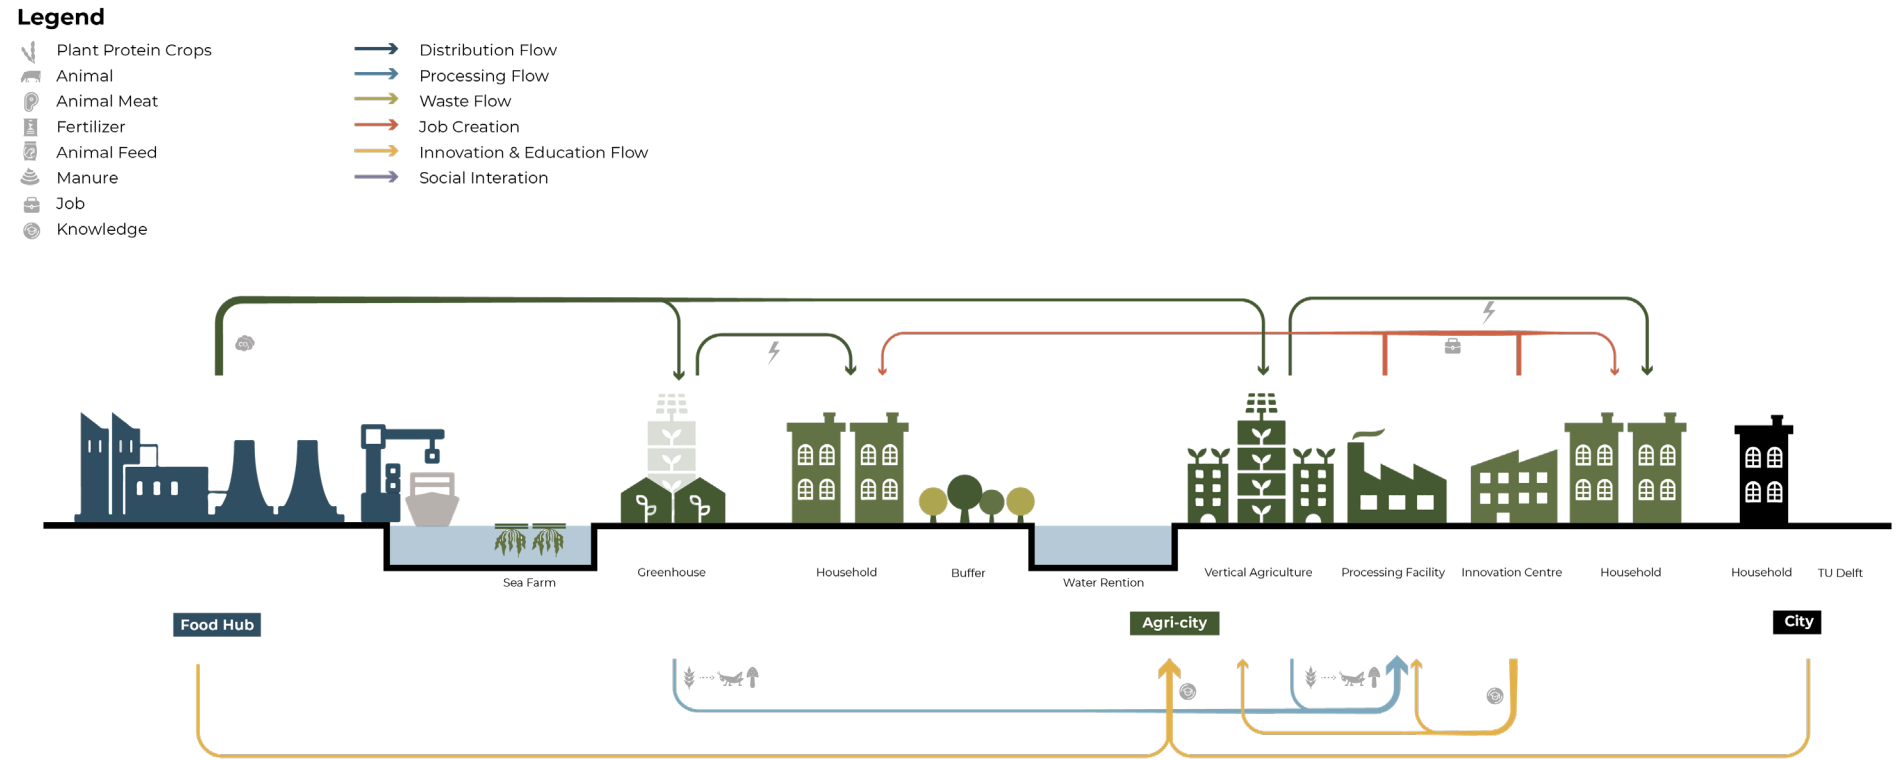 Legend
Plant Protein Crops
Animal
Animal Meat
Fertilizer
Animal Feed
Manure
Job
Knowledge
Distribution Flow
Processing Flow
Waste Flow
Job Creation
Innovation & Education Flow
Social Interation
Sea Farm
Greenhouse
Household
Buffer
Water Rention
Vertical Agriculture
Processing Facility
Innovation Centre
Household
Household
TU Delft
Food Hub
Agri-city
City